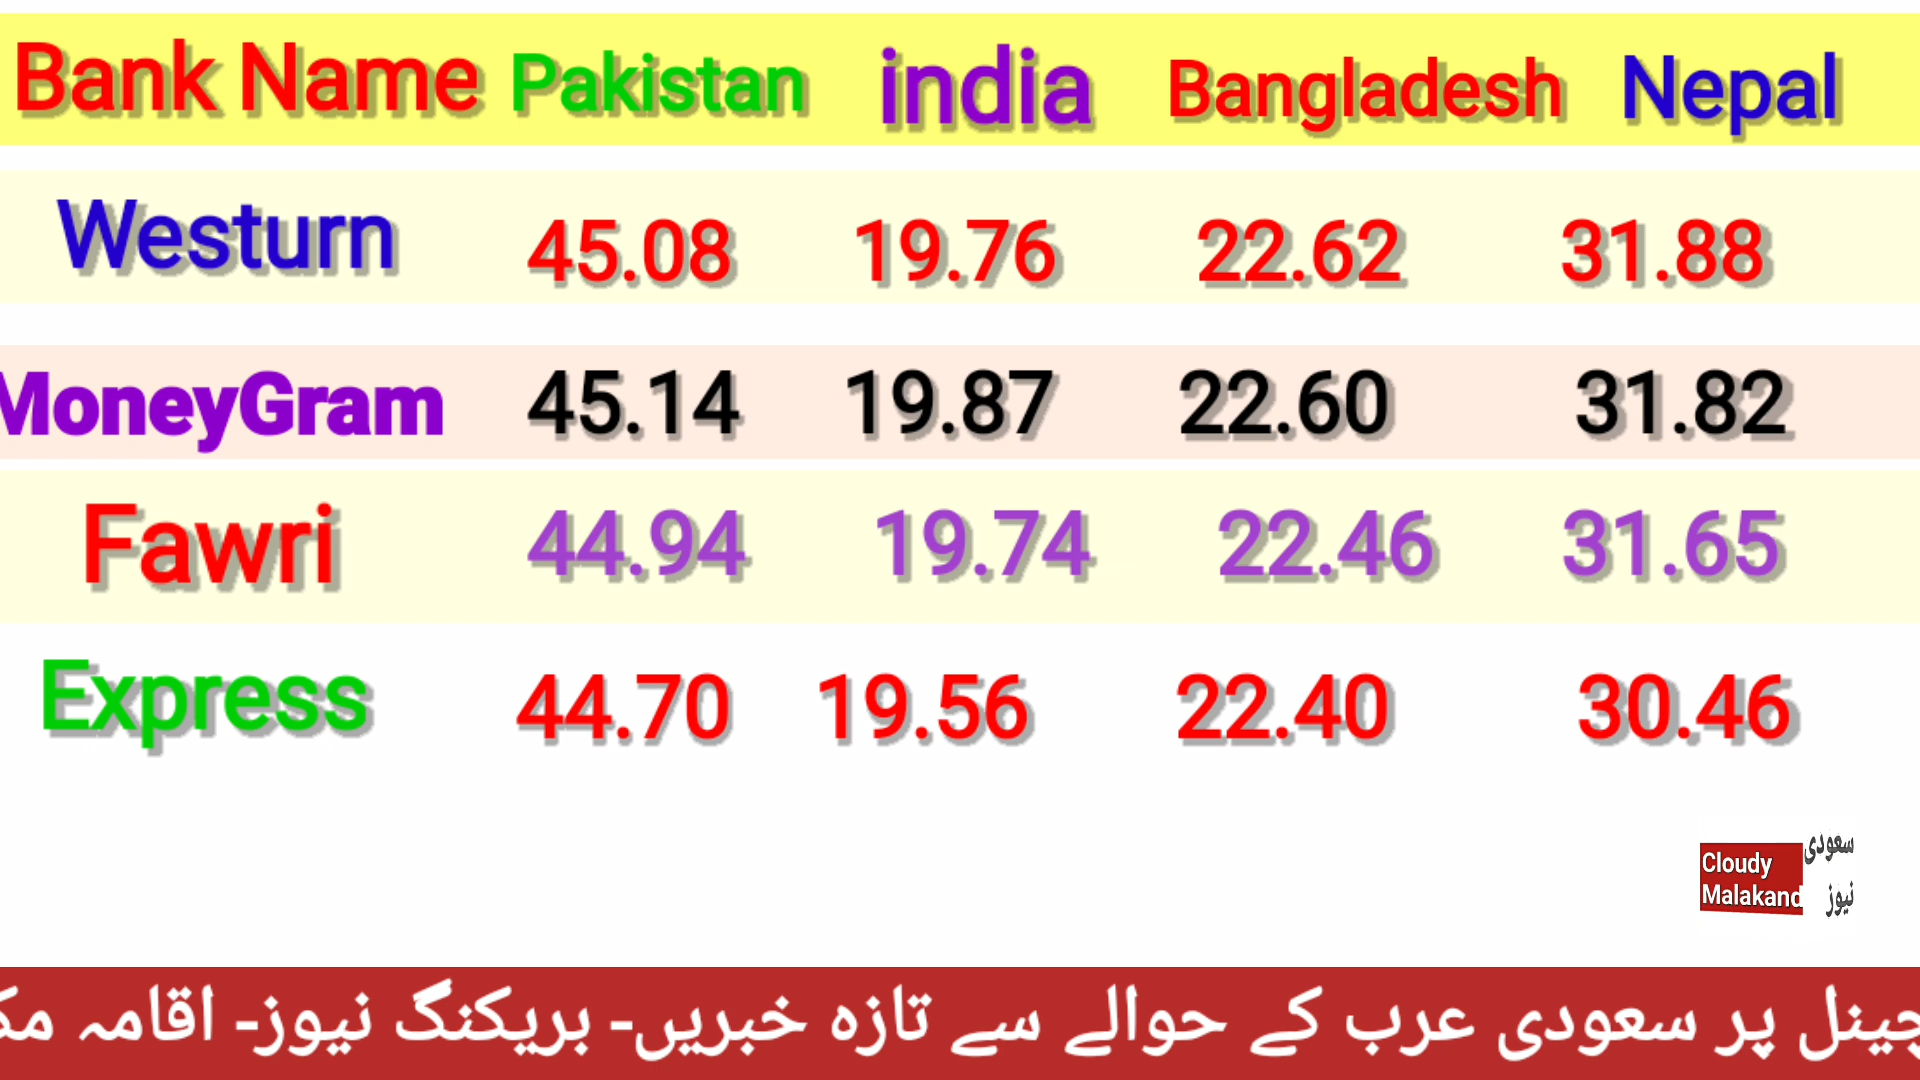 Bank Name Pakistan india Bangladesh Nepal
Westurn 45.08 19.76 22.62 31.88
MoneyGram 45.14 19.87 22.60 31.82
Fawri 44.94 19.74 22.46 31.65
Express 44.70 19.56 22.40 30.46
Cloudy سعودی
Malakand نیوز
چینل پر سعودی عرب کے حوالے سے تازہ خبریں- بریکنگ نیوز- اقامہ